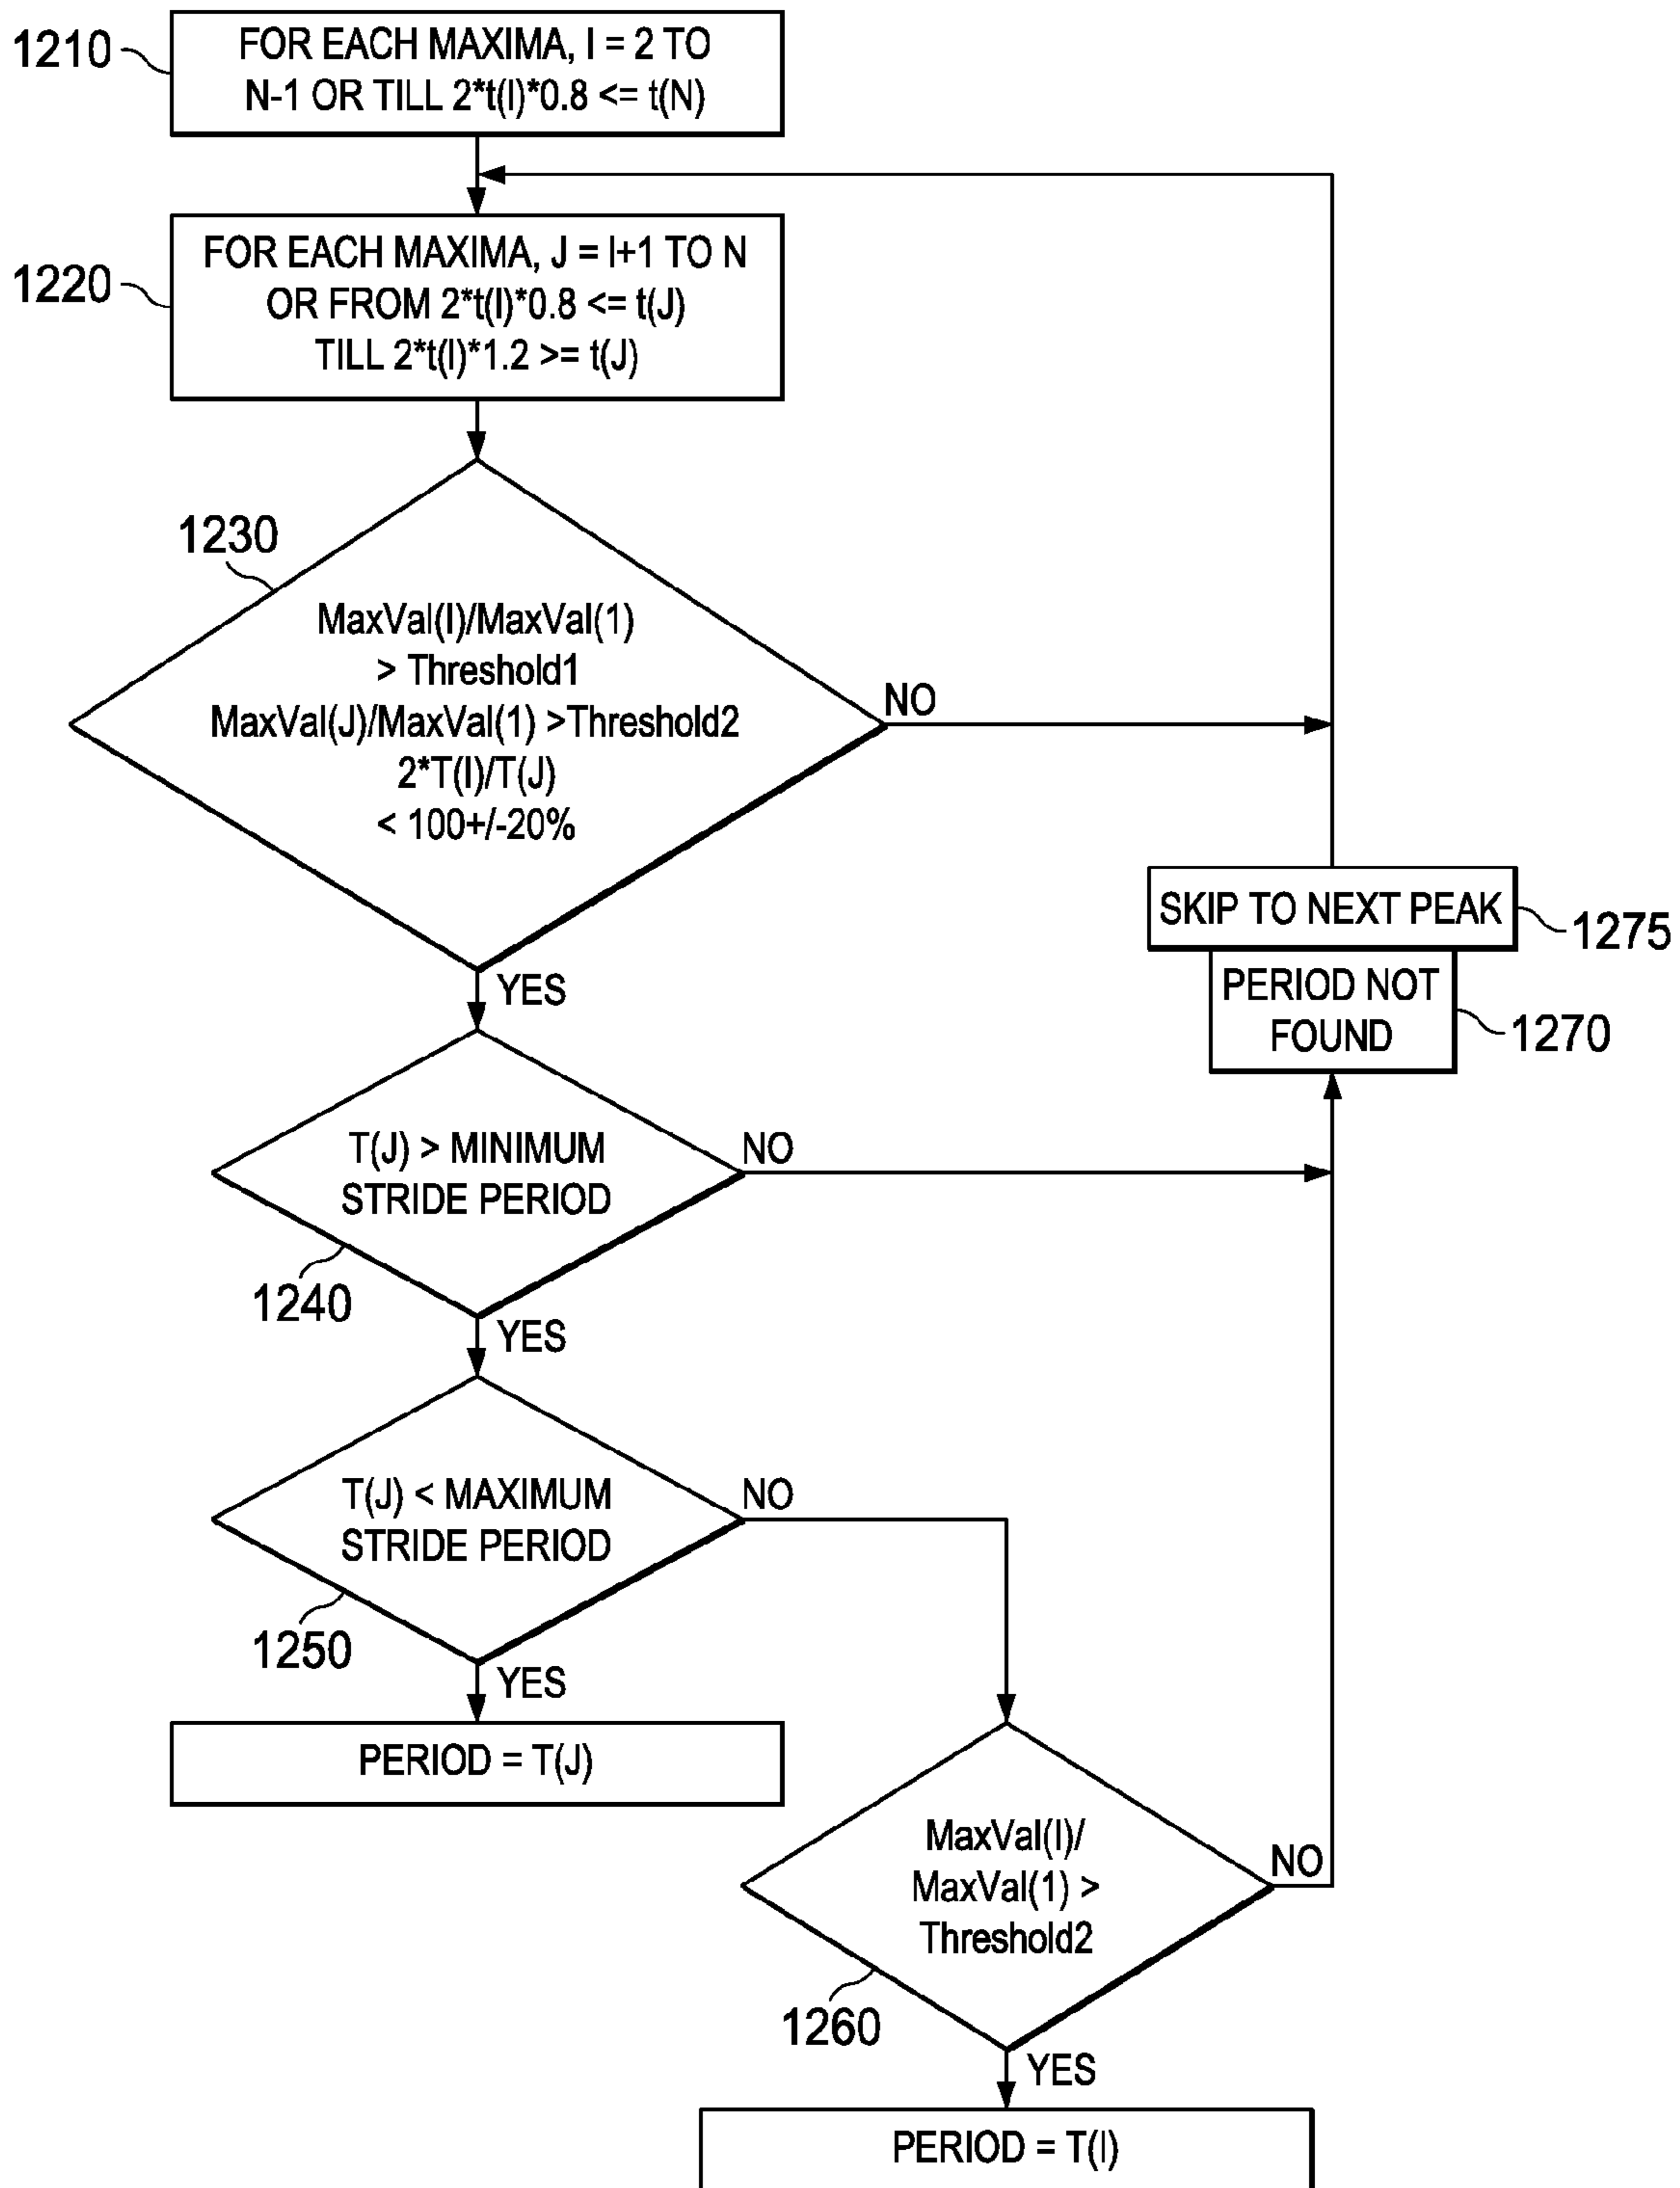 1210
FOR EACH MAXIMA, I = 2 TO
N-1 OR TILL 2*t(I)*0.8 <= t(N)
1220
FOR EACH MAXIMA, J = I+1 TO N
OR FROM 2*t(I)*0.8 <= t(J)
TILL 2*t(I)*1.2 >= t(J)
1230
MaxVal(I)/MaxVal(1)
> Threshold1
MaxVal(J)/MaxVal(1) >Threshold2
2*T(I)/T(J)
< 100+/-20%
NO
YES
SKIP TO NEXT PEAK
1275
PERIOD NOT
FOUND
1270
T(J) > MINIMUM
STRIDE PERIOD
NO
1240
YES
T(J) < MAXIMUM
STRIDE PERIOD
NO
1250
YES
PERIOD = T(J)
MaxVal(I)/
MaxVal(1) >
Threshold2
NO
1260
YES
PERIOD = T(I)